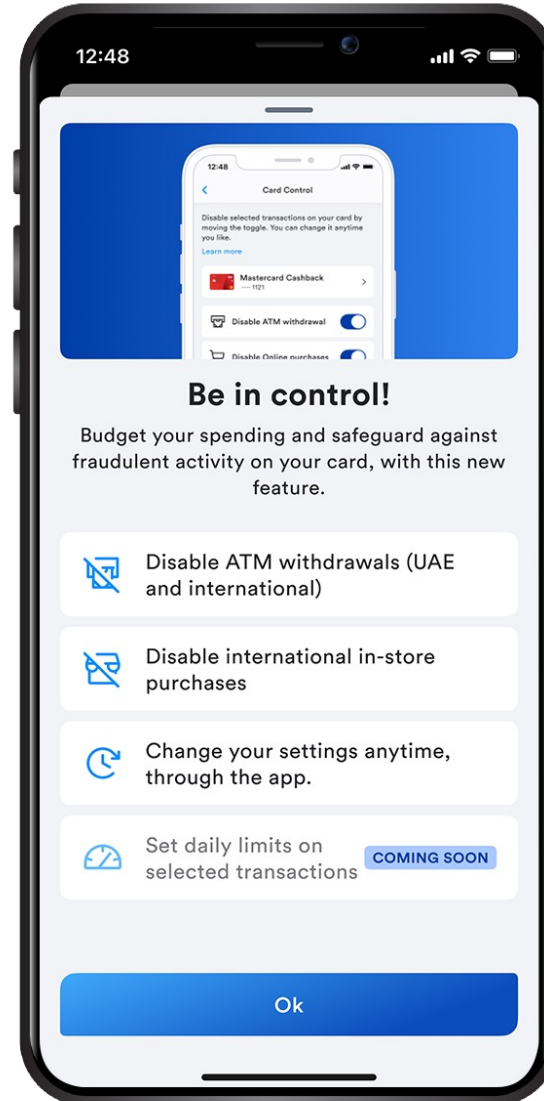 12:48
12:48
Card Control
Disable selected transactions on your card by
moving the toggle. You can change it anytime
you like.
Learn more
Mastercard Cashback
---- 1121
Disable ATM withdrawal
Disable Online purchases
Be in control!
Budget your spending and safeguard against
fraudulent activity on your card, with this new
feature.
Disable ATM withdrawals (UAE
and international)
Disable international in-store
purchases
Change your settings anytime,
through the app.
Set daily limits on
selected transactions
COMING SOON
Ok